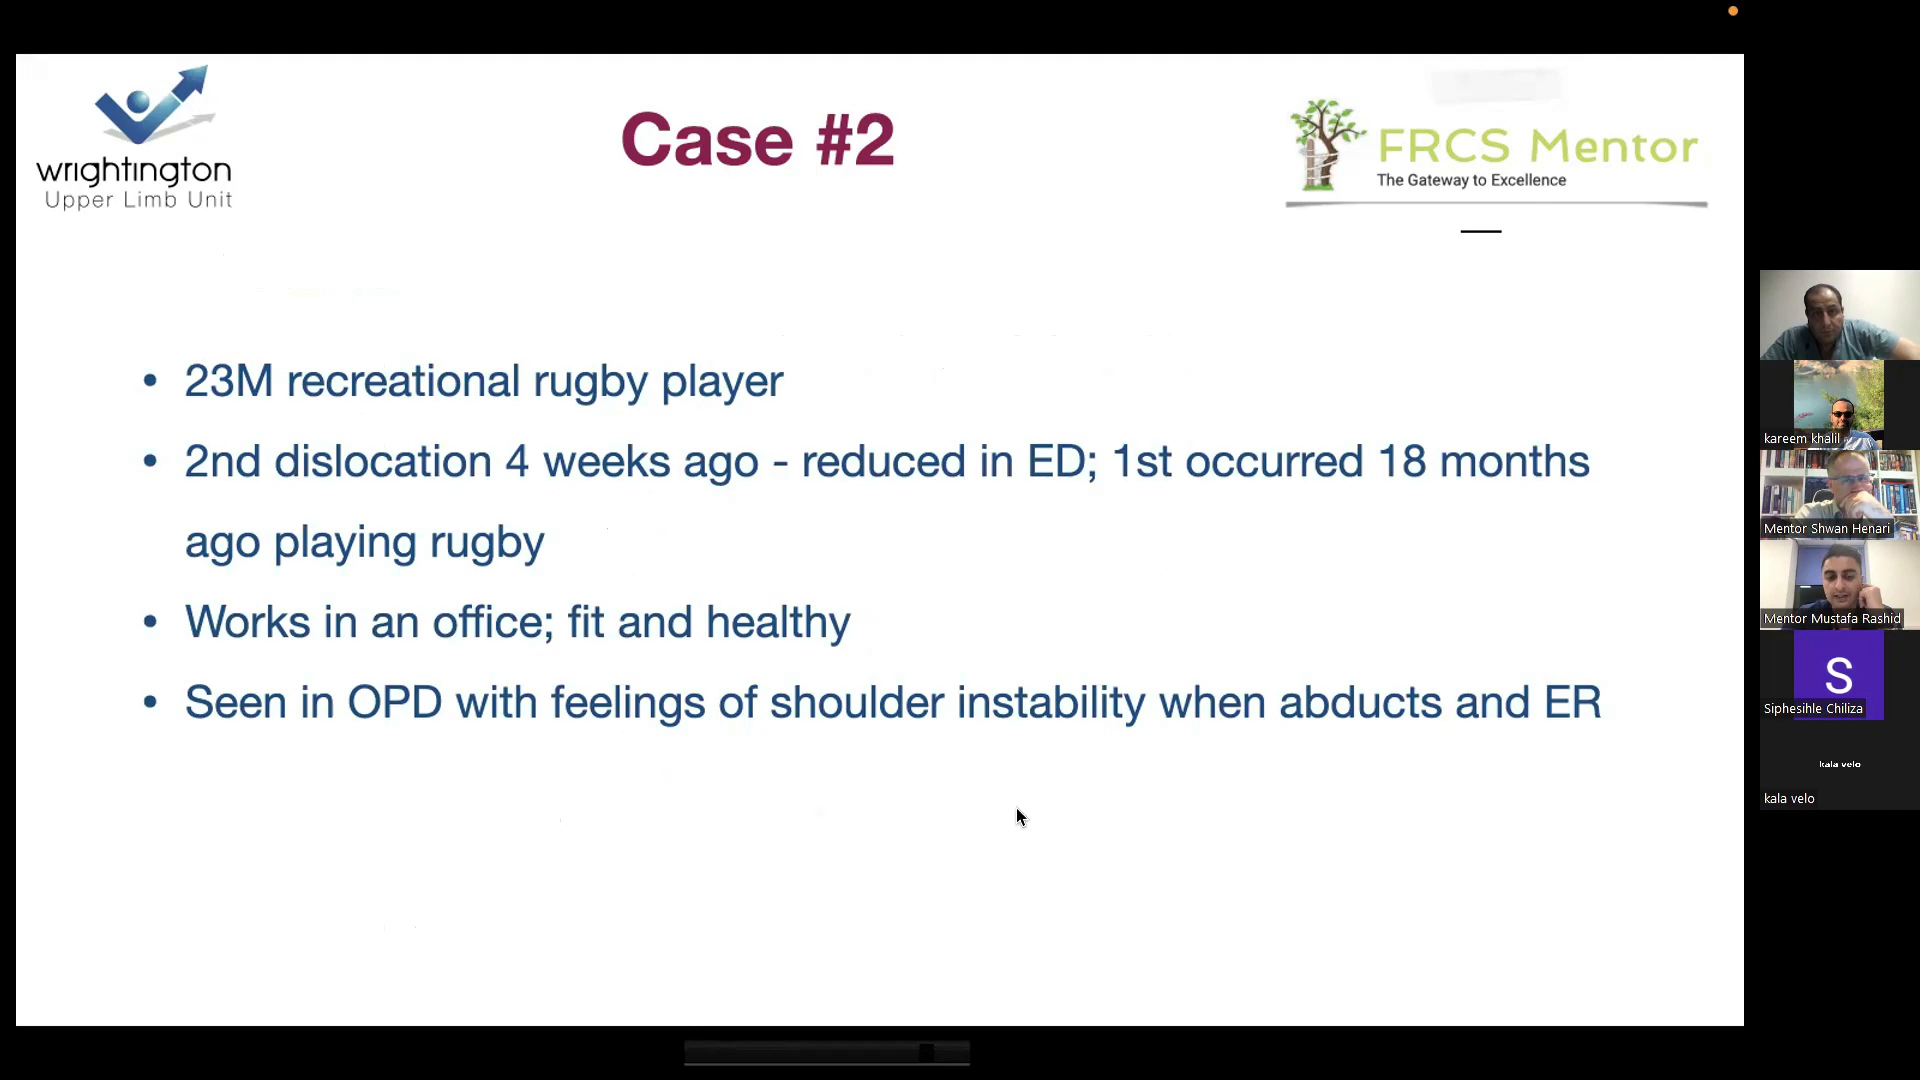 wrightington
Upper Limb Unit
Case #2
FRCS Mentor
The Gateway to Excellence
• 23M recreational rugby player
• 2nd dislocation 4 weeks ago - reduced in ED; 1st occurred 18 months
ago playing rugby
• Works in an office; fit and healthy
• Seen in OPD with feelings of shoulder instability when abducts and ER
kareem khalil
Mentor Shwan Henari
Mentor Mustafa Rashid
S
Siphesihle Chiliza
kala velo
kala velo